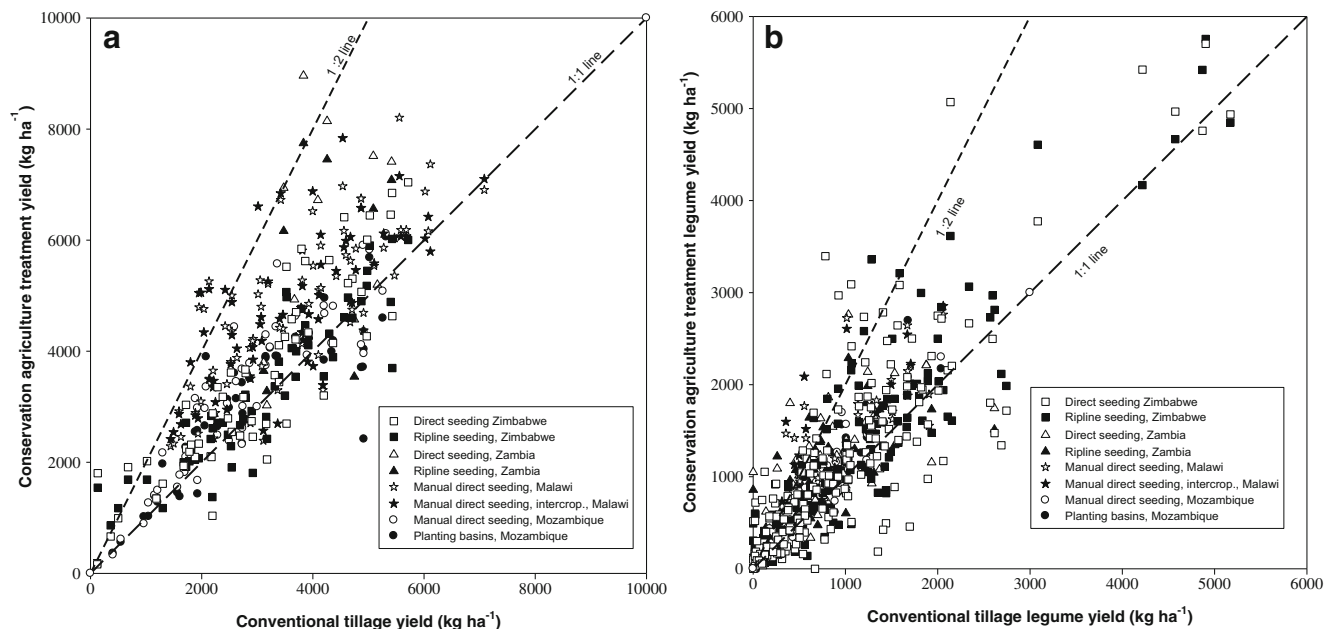 a
10000
8000
6000
4000
2000
0
0
2000
4000
6000
8000
10000
Conservation agriculture treatment yield (kg ha-1)
Conventional tillage yield (kg ha-1)
1:2 line
1:1 line
Direct seeding Zimbabwe
Ripline seeding, Zimbabwe
Direct seeding, Zambia
Ripline seeding, Zambia
Manual direct seeding, Malawi
Manual direct seeding, intercrop., Malawi
Manual direct seeding, Mozambique
Planting basins, Mozambique
b
6000
5000
4000
3000
2000
1000
0
0
1000
2000
3000
4000
5000
6000
Conservation agriculture treatment legume yield (kg ha-1)
Conventional tillage legume yield (kg ha-1)
1:2 line
1:1 line
Direct seeding Zimbabwe
Ripline seeding, Zimbabwe
Direct seeding, Zambia
Ripline seeding, Zambia
Manual direct seeding, Malawi
Manual direct seeding, intercrop., Malawi
Manual direct seeding, Mozambique
Planting basins, Mozambique